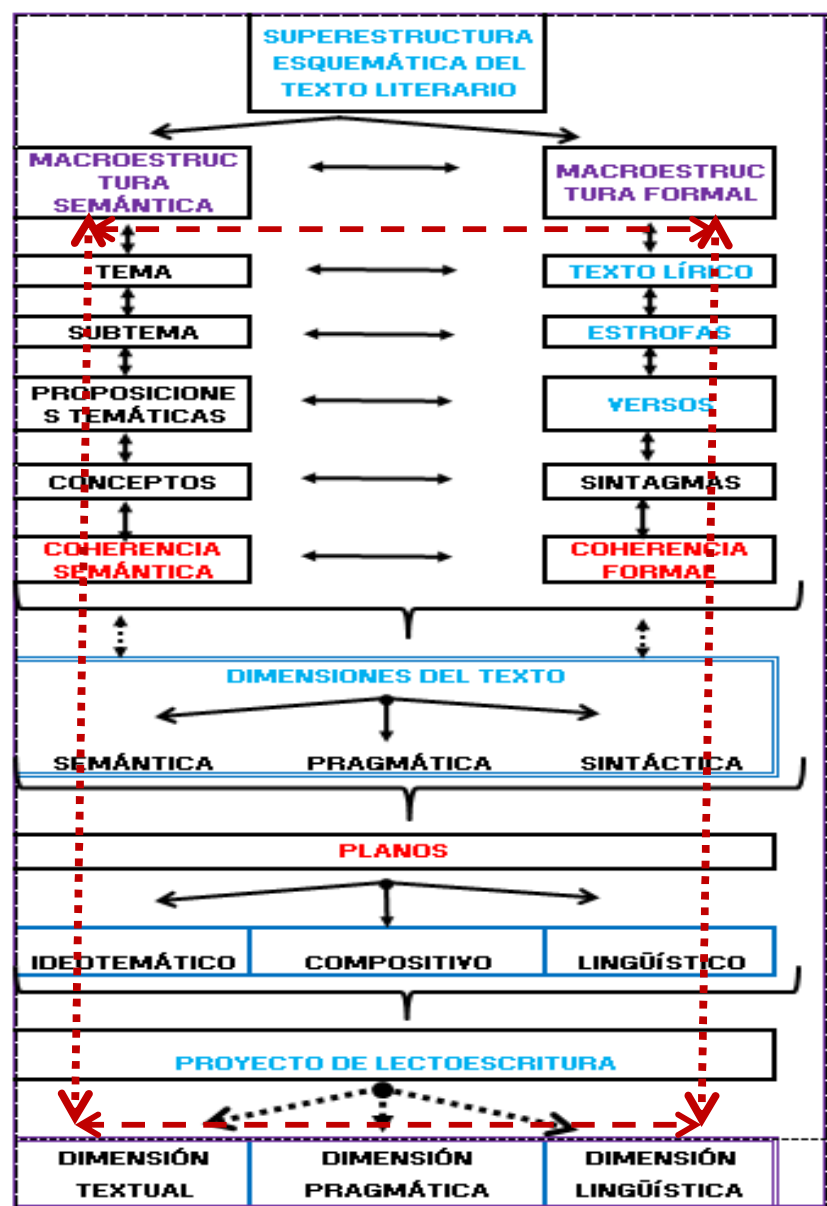 SUPERESTRUCTURA
ESQUEMÁTICA DEL
TEXTO LITERARIO
MACROESTRUC
TURA
SEMÁNTICA
MACROESTRUC
TURA FORMAL
TEMA
TEXTO LÍRICO
SUBTEMA
ESTROFAS
PROPOSICIONE
S TEMÁTICAS
VERSOS
CONCEPTOS
SINTAGMAS
COHERENCIA
SEMÁNTICA
COHERENCIA
FORMAL
DIMENSIONES DEL TEXTO
SEMÁNTICA
PRAGMÁTICA
SINTÁCTICA
PLANOS
IDEOTEMÁTICO
COMPOSITIVO
LINGÜÍSTICO
PROYECTO DE LECTOESCRITURA
DIMENSIÓN
TEXTUAL
DIMENSIÓN
PRAGMÁTICA
DIMENSIÓN
LINGÜÍSTICA